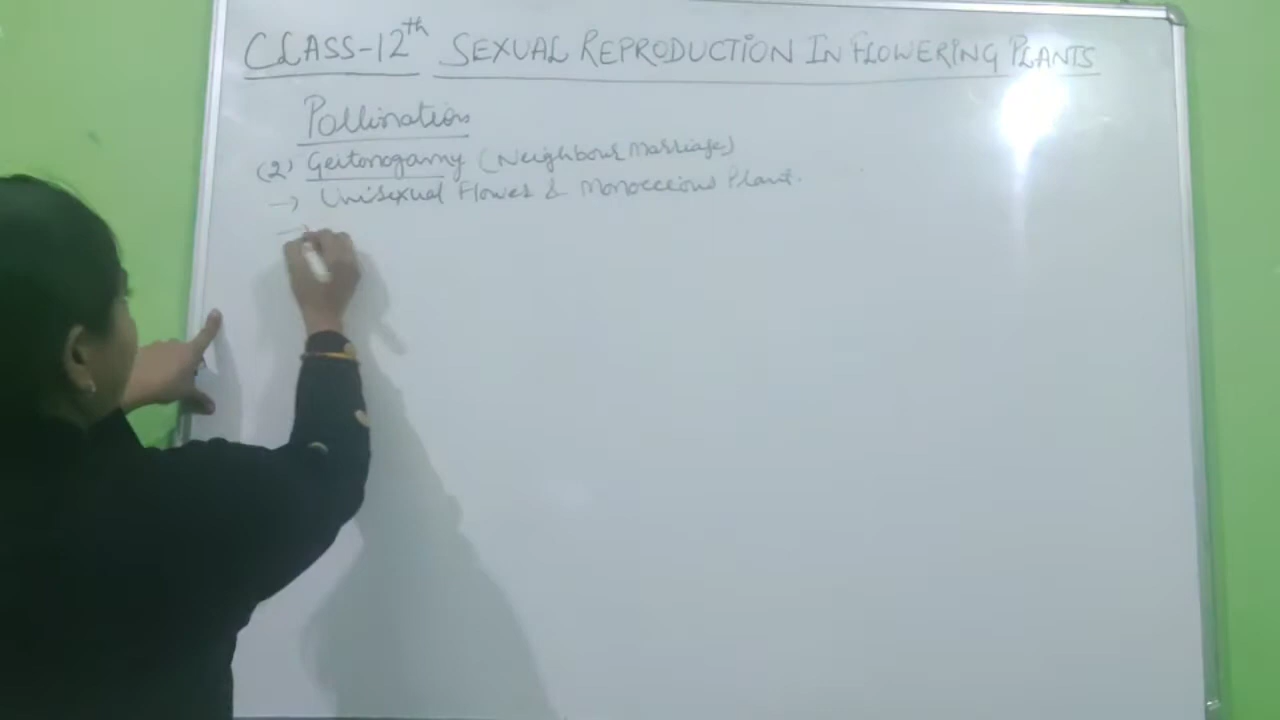 CLASS-12th SEXUAL REPRODUCTION IN FLOWERING PLANTS
Pollination
(2) Geitonogamy (Neighbour Marriage)
→ Unisexual Flower & Monoecious Plant.
→